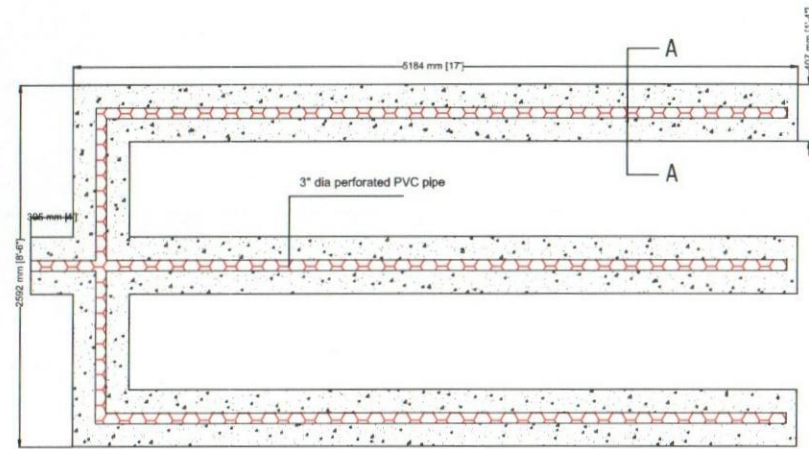 5184 mm [17']
A
3" dia perforated PVC pipe
A
2592 mm [8'-6"]